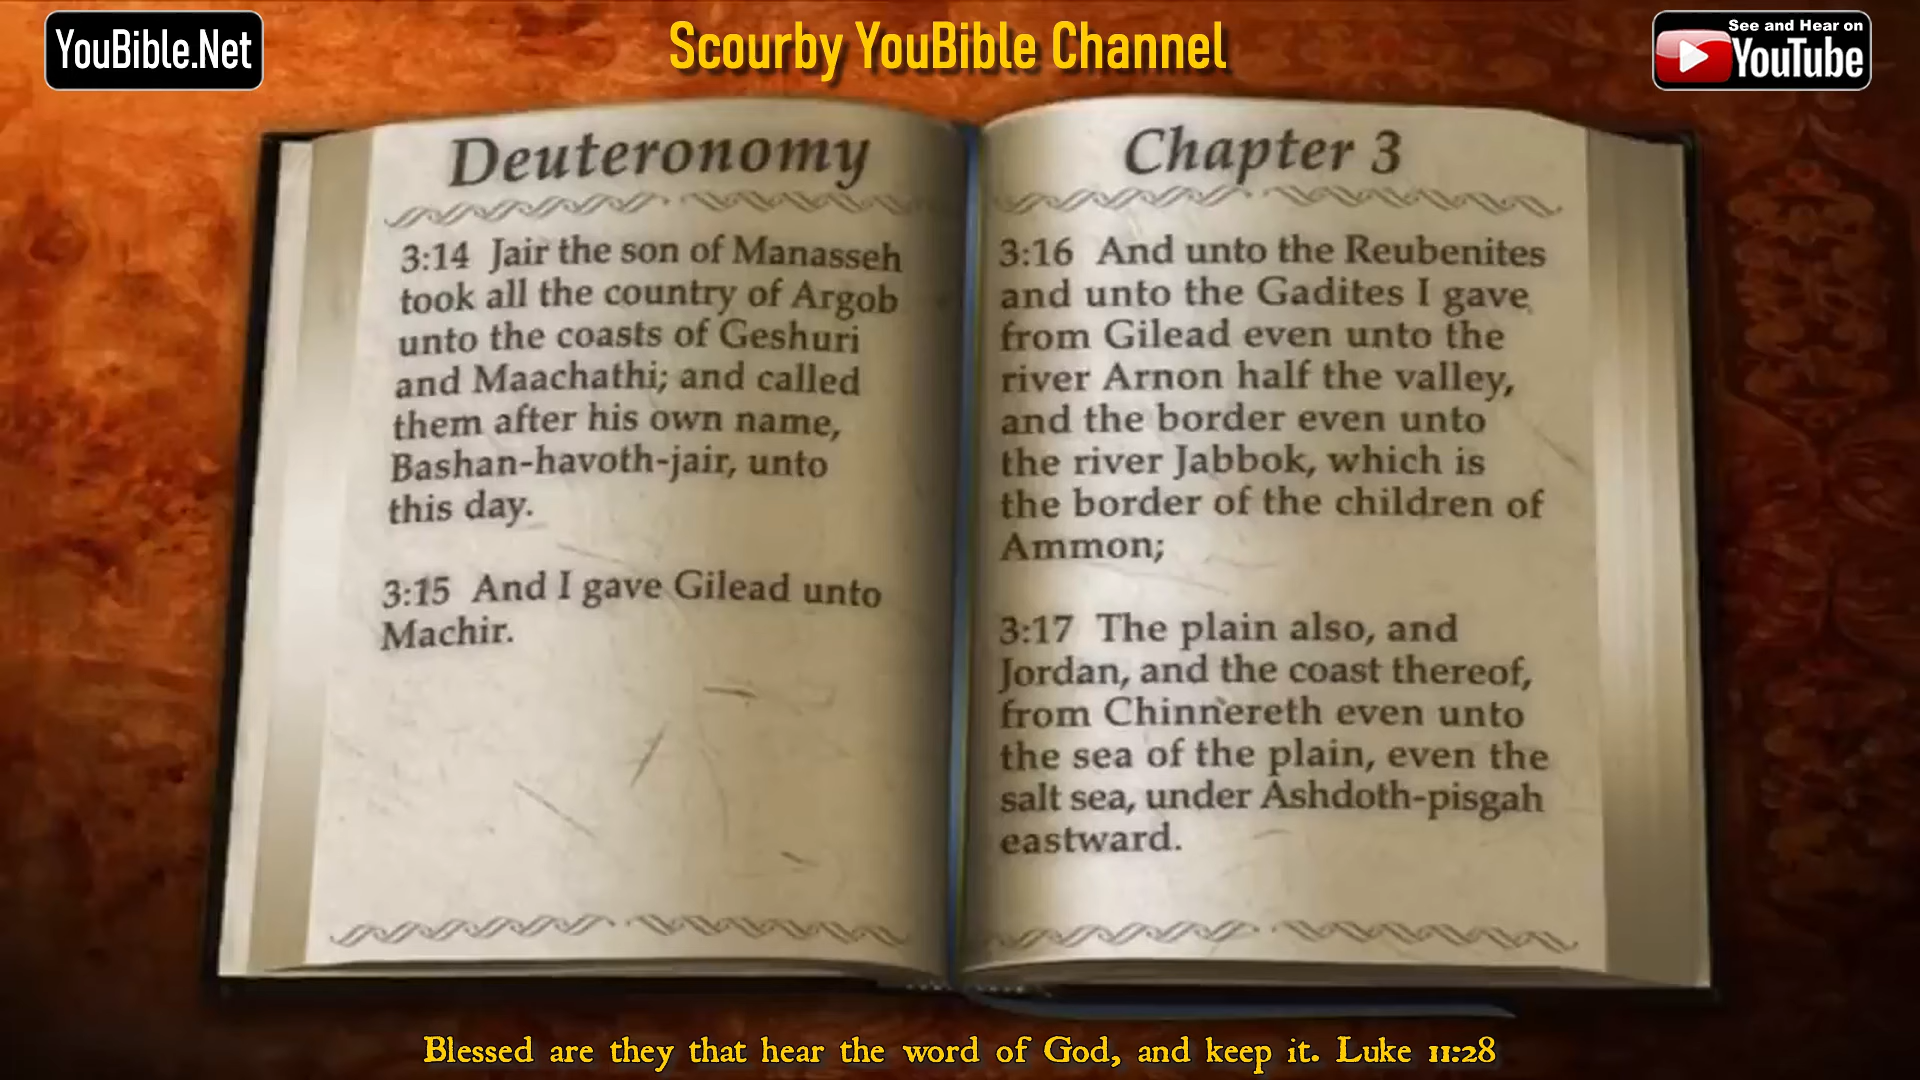 YouBible.Net
Scourby YouBible Channel
See and Hear on
YouTube
Deuteronomy
3:14 Jair the son of Manasseh
took all the country of Argob
unto the coasts of Geshuri
and Maachathi; and called
them after his own name,
Bashan-havoth-jair, unto
this day.
3:15 And I gave Gilead unto
Machir.
Chapter 3
3:16 And unto the Reubenites
and unto the Gadites I gave
from Gilead even unto the
river Arnon half the valley,
and the border even unto
the river Jabbok, which is
the border of the children of
Ammon;
3:17 The plain also, and
Jordan, and the coast thereof,
from Chinnereth even unto
the sea of the plain, even the
salt sea, under Ashdoth-pisgah
eastward.
Blessed are they that hear the word of God, and keep it. Luke 11:28